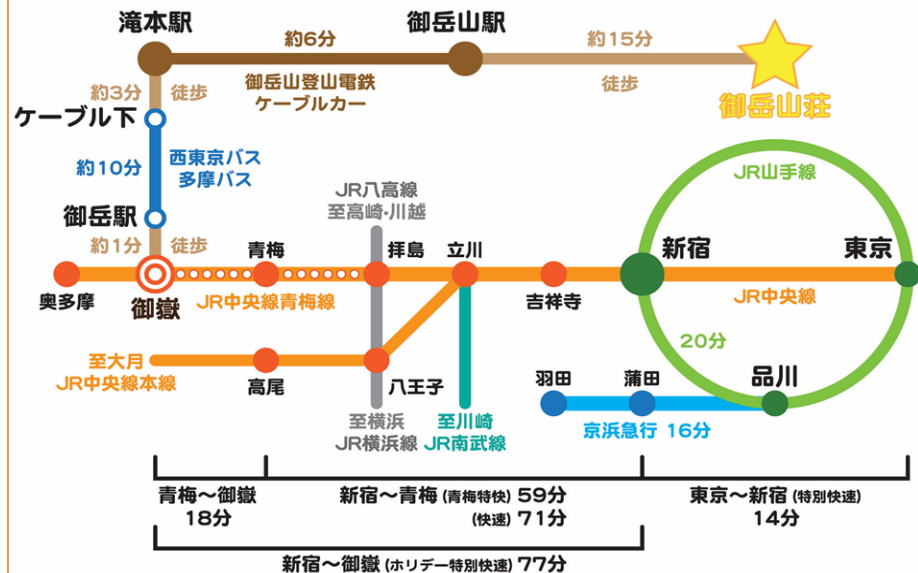 滝本駅
約6分
御岳山駅
約15分
御岳山登山電鉄
ケーブルカー
徒歩
御岳山荘
約3分 徒歩
ケーブル下
約10分
西東京バス
多摩バス
御岳駅
約1分 徒歩
JR八高線
至高崎・川越
JR山手線
青梅
拝島
立川
新宿
東京
奥多摩
御嶽
JR中央線青梅線
吉祥寺
JR中央線
20分
至大月
JR中央線本線
高尾
八王子
羽田
蒲田
品川
至横浜
JR横浜線
至川崎
JR南武線
京浜急行 16分
青梅〜御嶽
18分
新宿〜青梅 (青梅特快) 59分
(快速) 71分
東京〜新宿 (特別快速)
14分
新宿〜御嶽 (ホリデー特別快速) 77分